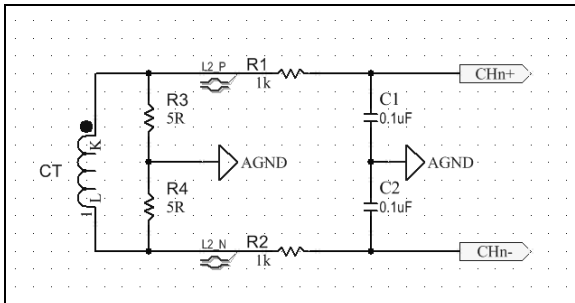 L2_P
R1
1k
CHn+
R3
5R
C1
0.1uF
K
CT
AGND
AGND
L
1
R4
5R
C2
0.1uF
L2_N
R2
1k
CHn-